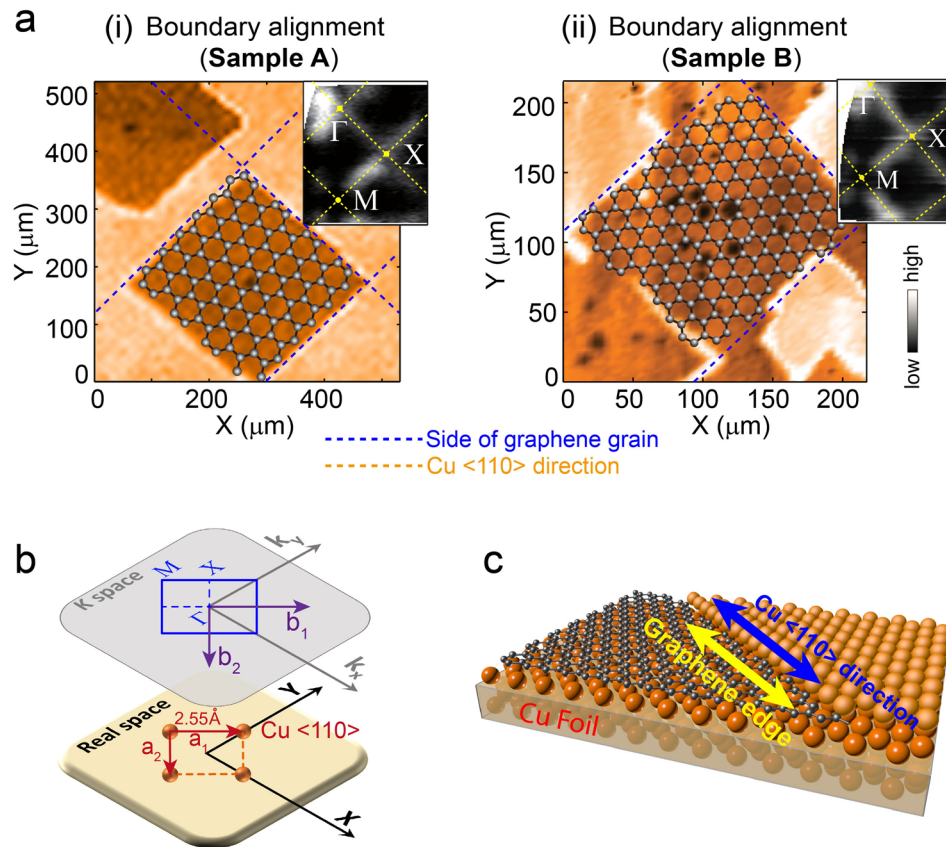 a
(i) Boundary alignment
(Sample A)
(ii) Boundary alignment
(Sample B)
Y (μm)
500
400
300
200
100
0
0 200 400
X (μm)
Γ
X
M
Y (μm)
200
150
100
50
0
0 50 100 150 200
X (μm)
Γ
X
M
high
low
Side of graphene grain
Cu <110> direction
b
K space
M
X
Γ
k_y
k_x
b₁
b₂
Real space
2.55Å
a₁
a₂
Cu <110>
Y
X
c
Cu <110>
direction
Graphene
edge
Cu Foil